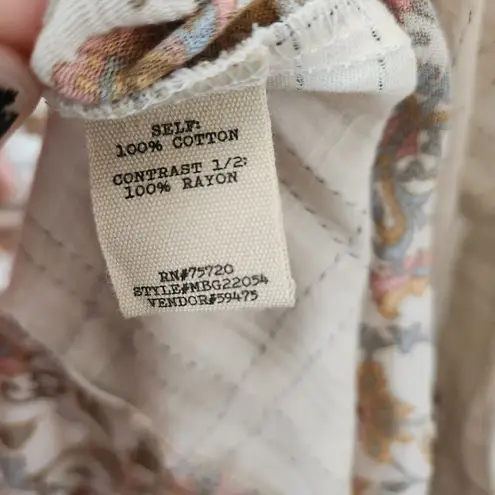 SELF:
100% COTTON
CONTRAST 1/2:
100% RAYON
RN#75720
STYLE#MBG22054
VENDOR#59475